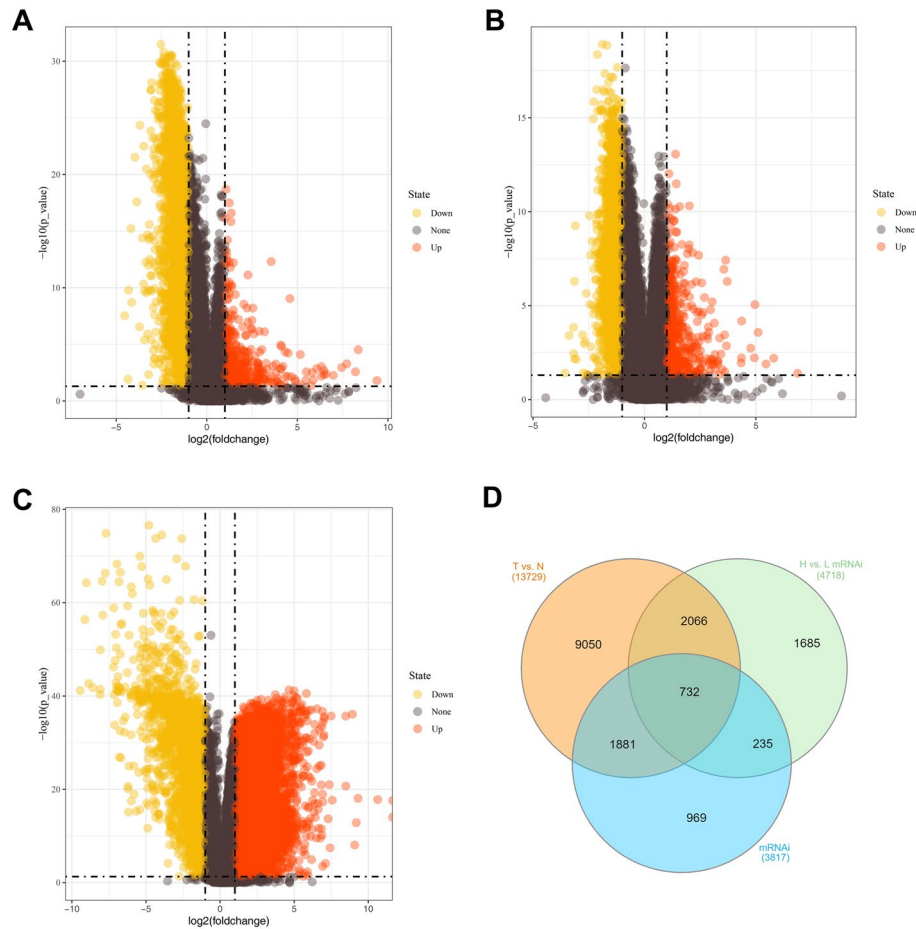 A
30
20
10
0
−log10(p_value)
−5
0
5
10
log2(foldchange)
State
Down
None
Up
B
15
10
5
0
−log10(p_value)
−5
0
5
log2(foldchange)
State
Down
None
Up
C
80
60
40
20
0
−log10(p_value)
−10
−5
0
5
10
log2(foldchange)
State
Down
None
Up
D
T vs. N
(13729)
H vs. L mRNAi
(4718)
9050
2066
1685
732
1881
235
969
mRNAi
(3817)